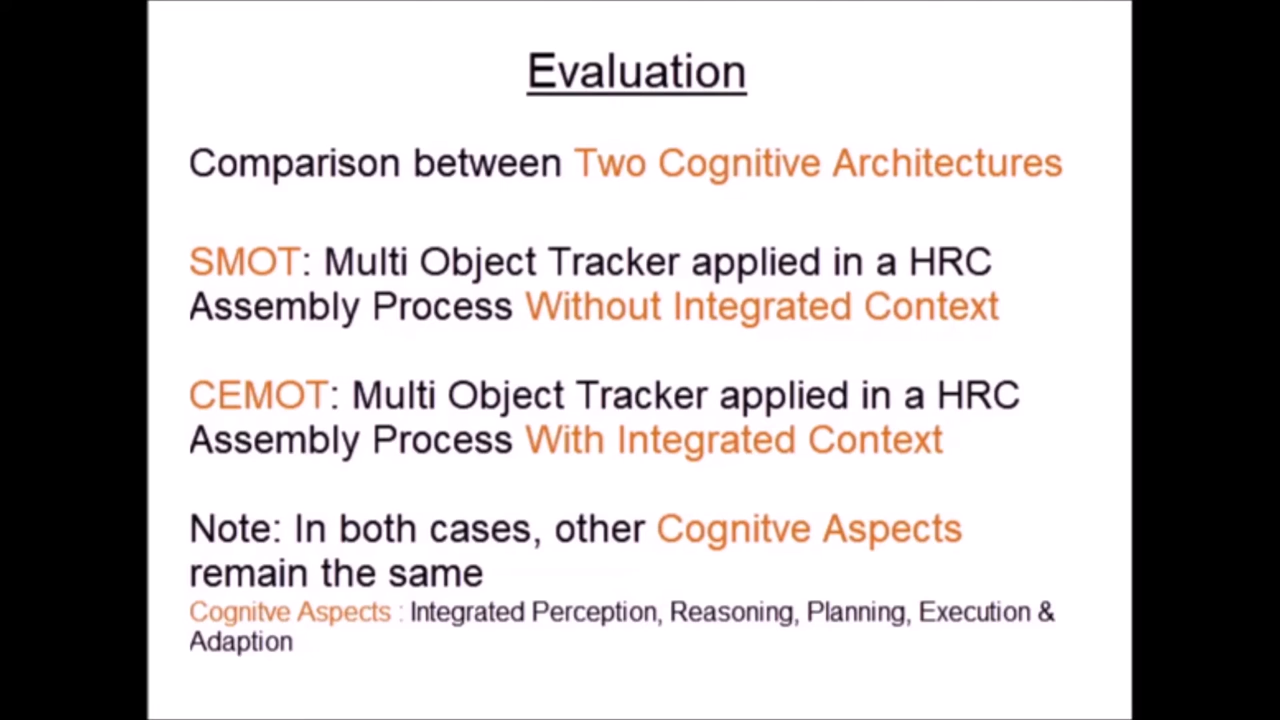 Evaluation
Comparison between Two Cognitive Architectures
SMOT: Multi Object Tracker applied in a HRC
Assembly Process Without Integrated Context
CEMOT: Multi Object Tracker applied in a HRC
Assembly Process With Integrated Context
Note: In both cases, other Cognitve Aspects
remain the same
Cognitve Aspects : Integrated Perception, Reasoning, Planning, Execution &
Adaption